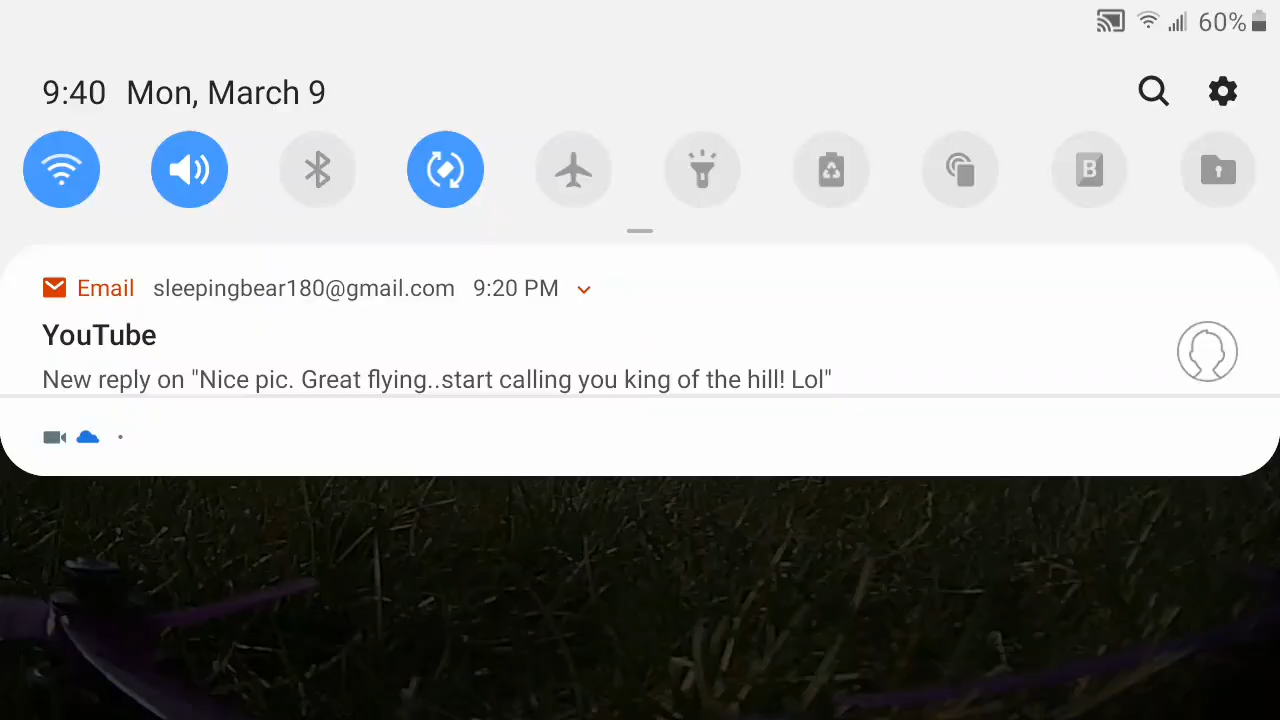 60%
9:40 Mon, March 9
B
Email sleepingbear180@gmail.com 9:20 PM
YouTube
New reply on "Nice pic. Great flying..start calling you king of the hill! Lol"